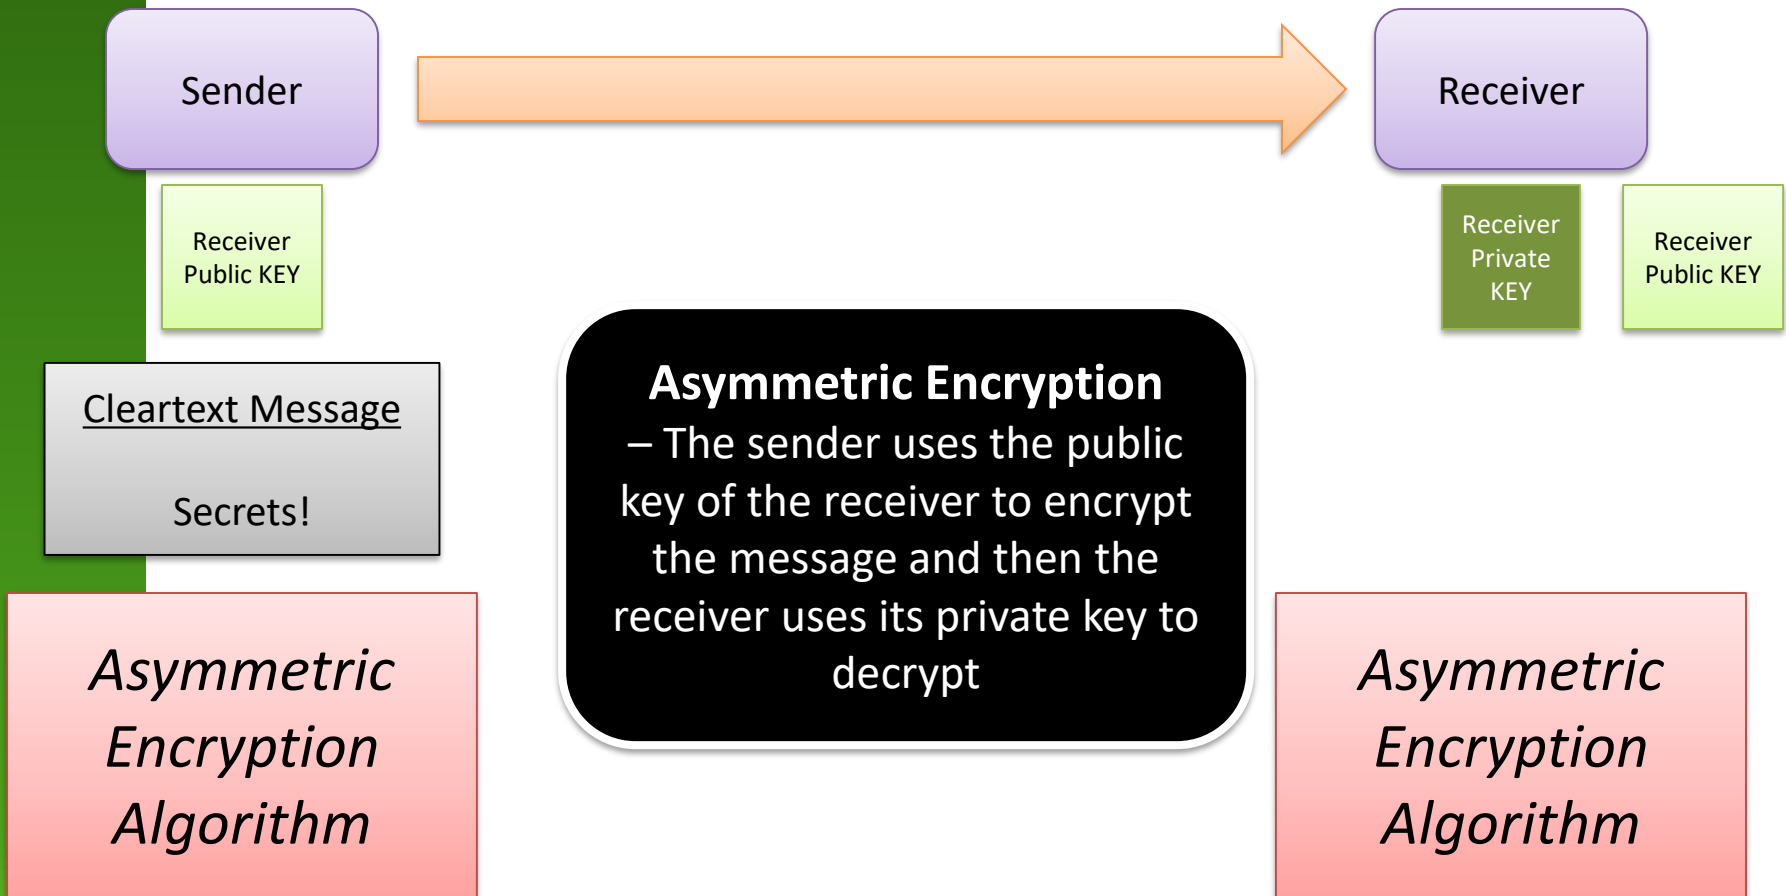 Sender
Receiver
Receiver
Public KEY
Receiver
Private
KEY
Receiver
Public KEY
Cleartext Message
Secrets!
Asymmetric Encryption
– The sender uses the public
key of the receiver to encrypt
the message and then the
receiver uses its private key to
decrypt
Asymmetric
Encryption
Algorithm
Asymmetric
Encryption
Algorithm